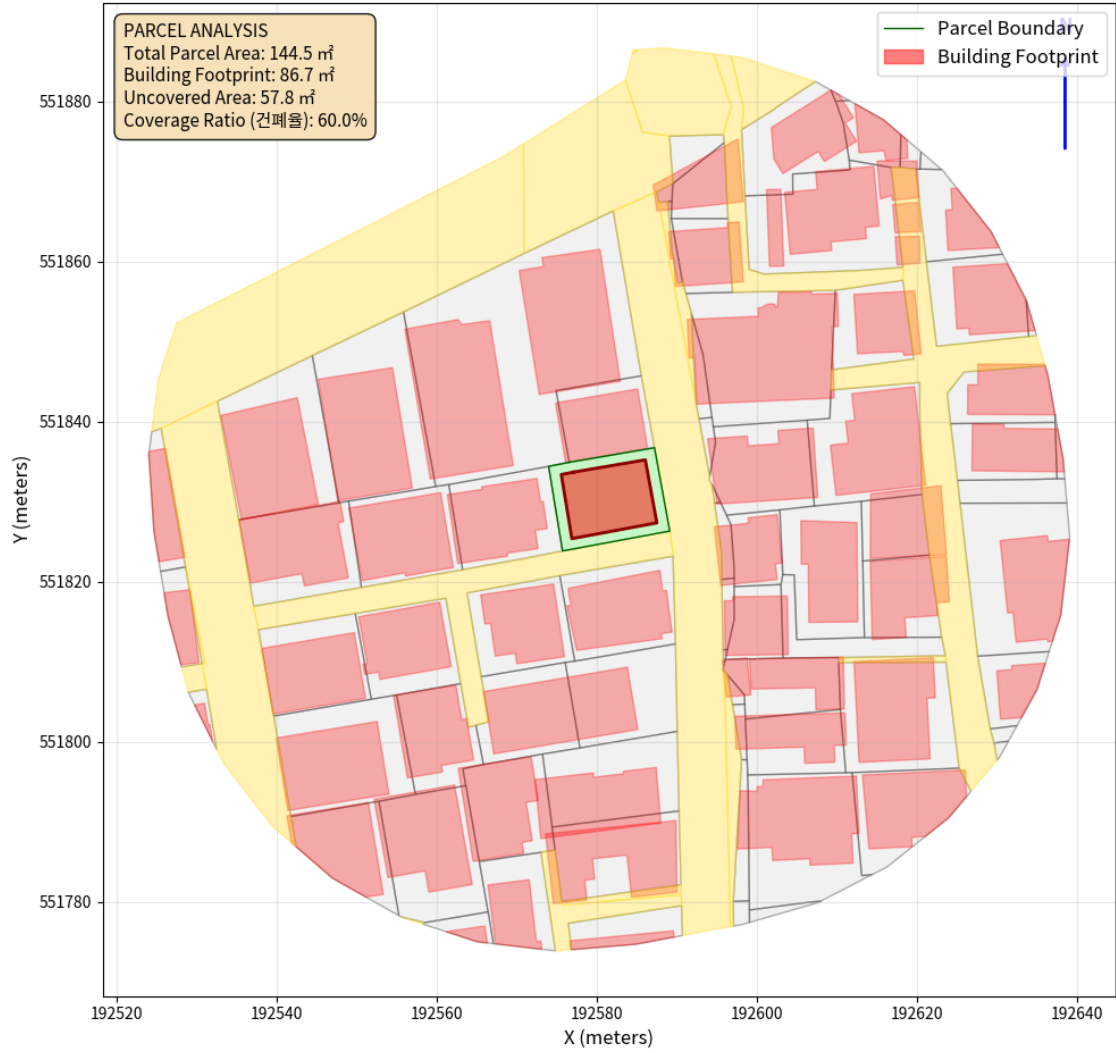 PARCEL ANALYSIS
Total Parcel Area: 144.5 ㎡
Building Footprint: 86.7 ㎡
Uncovered Area: 57.8 ㎡
Coverage Ratio (건폐율): 60.0%
Parcel Boundary
Building Footprint
N
551880
551860
551840
551820
551800
551780
Y (meters)
192520 192540 192560 192580 192600 192620 192640
X (meters)